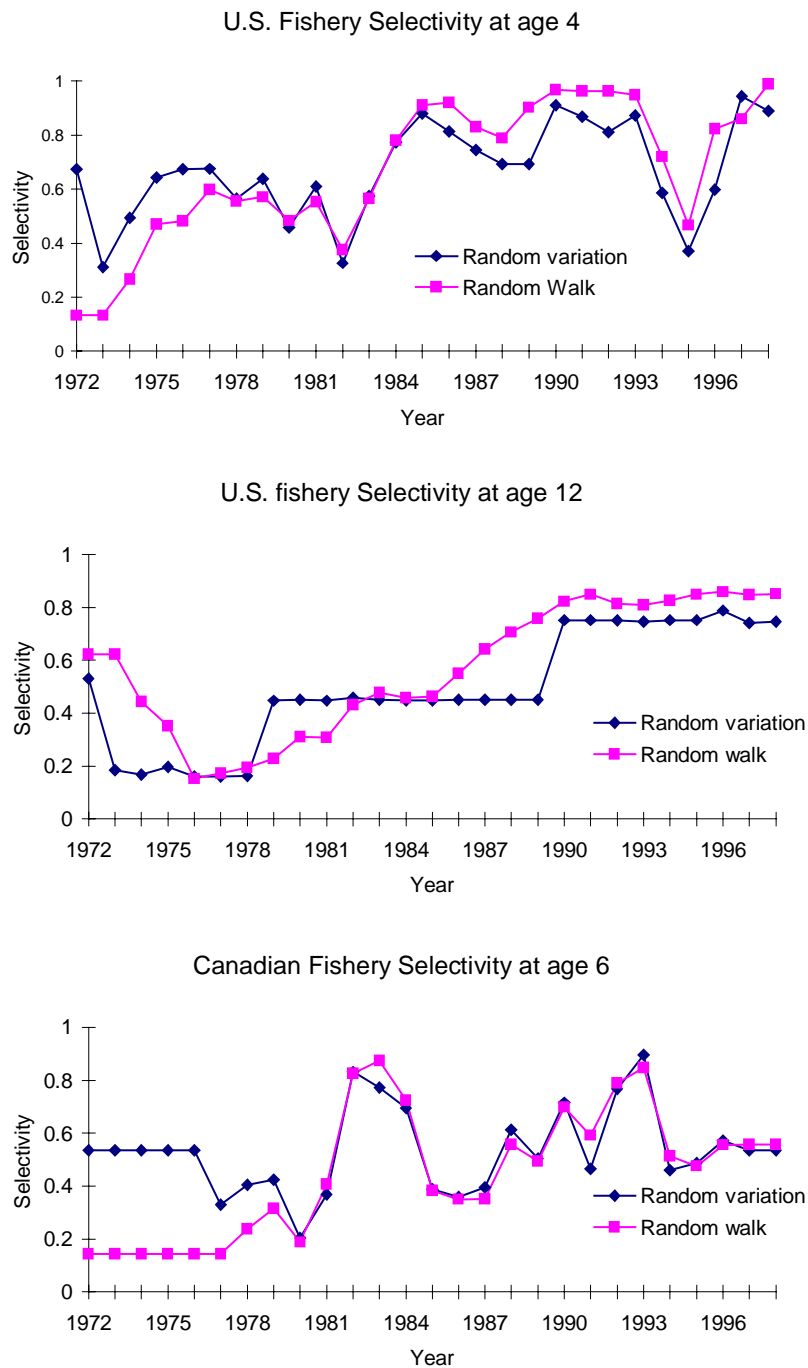 U.S. Fishery Selectivity at age 4
1
0.8
0.6
0.4
0.2
0
Selectivity
Random variation
Random Walk
1972 1975 1978 1981 1984 1987 1990 1993 1996
Year
U.S. fishery Selectivity at age 12
1
0.8
0.6
0.4
0.2
0
Selectivity
Random variation
Random walk
1972 1975 1978 1981 1984 1987 1990 1993 1996
Year
Canadian Fishery Selectivity at age 6
1
0.8
0.6
0.4
0.2
0
Selectivity
Random variation
Random walk
1972 1975 1978 1981 1984 1987 1990 1993 1996
Year